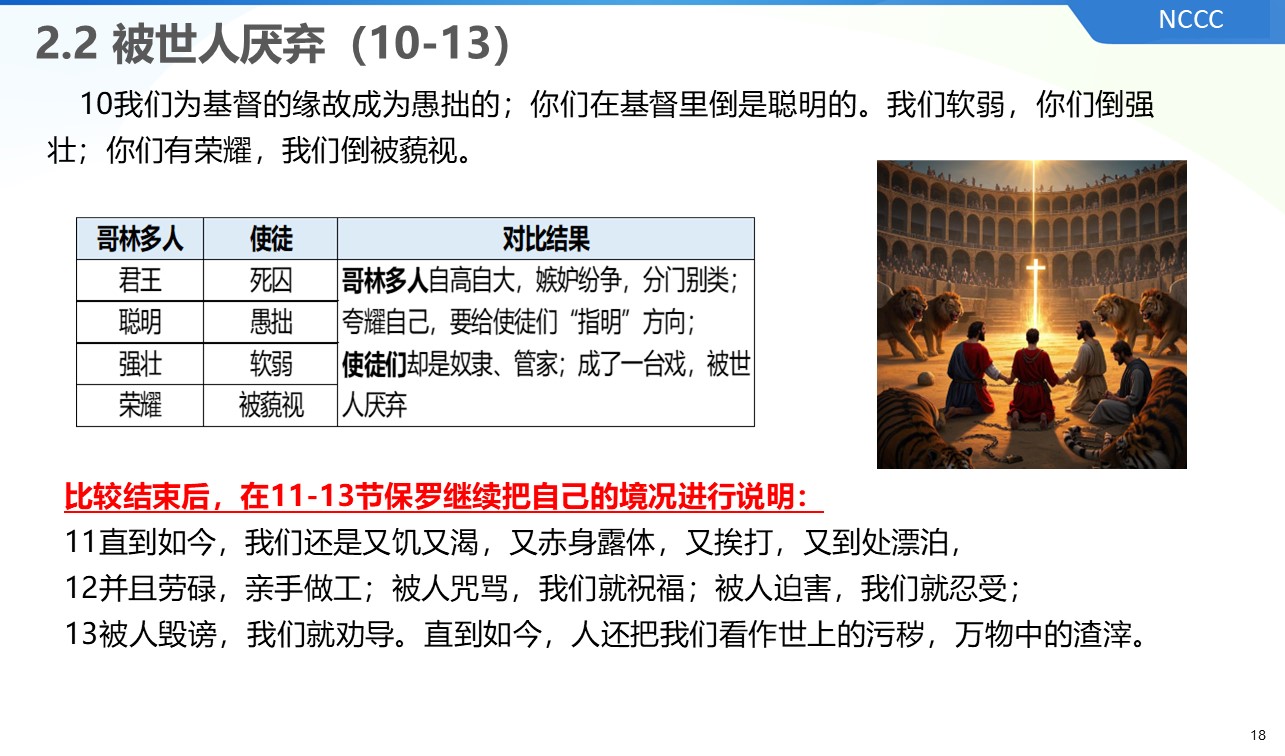 NCCC
2.2 被世人厌弃（10-13）
10我们为基督的缘故成为愚拙的；你们在基督里倒是聪明的。我们软弱，你们倒强
壮；你们有荣耀，我们倒被藐视。
哥林多人 使徒 对比结果
君王 死囚 哥林多人自高自大，嫉妒纷争，分门别类；
聪明 愚拙 夸耀自己，要给使徒们“指明”方向；
强壮 软弱 使徒们却是奴隶、管家；成了一台戏，被世
荣耀 被藐视 人厌弃
比较结束后，在11-13节保罗继续把自己的境况进行说明：
11直到如今，我们还是又饥又渴，又赤身露体，又挨打，又到处漂泊，
12并且劳碌，亲手做工；被人咒骂，我们就祝福；被人迫害，我们就忍受；
13被人毁谤，我们就劝导。直到如今，人还把我们看作世上的污秽，万物中的渣滓。
18